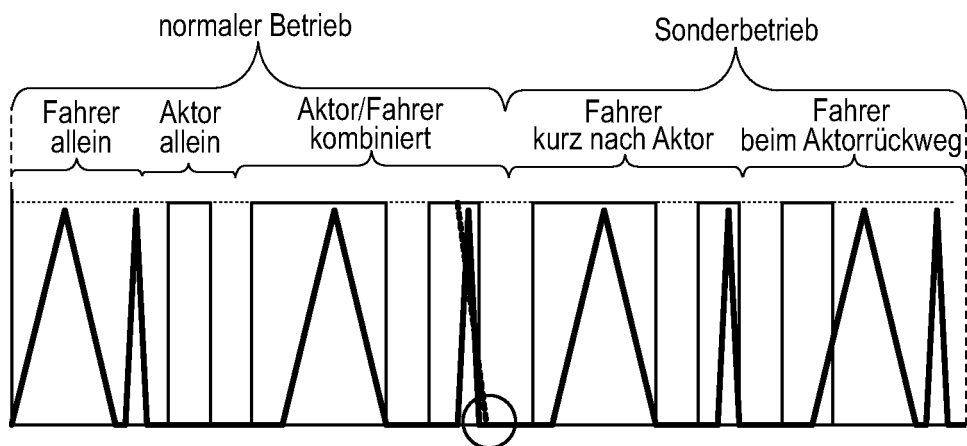 normaler Betrieb
Sonderbetrieb
Fahrer
allein
Aktor
allein
Aktor/Fahrer
kombiniert
Fahrer
kurz nach Aktor
Fahrer
beim Aktorrückweg